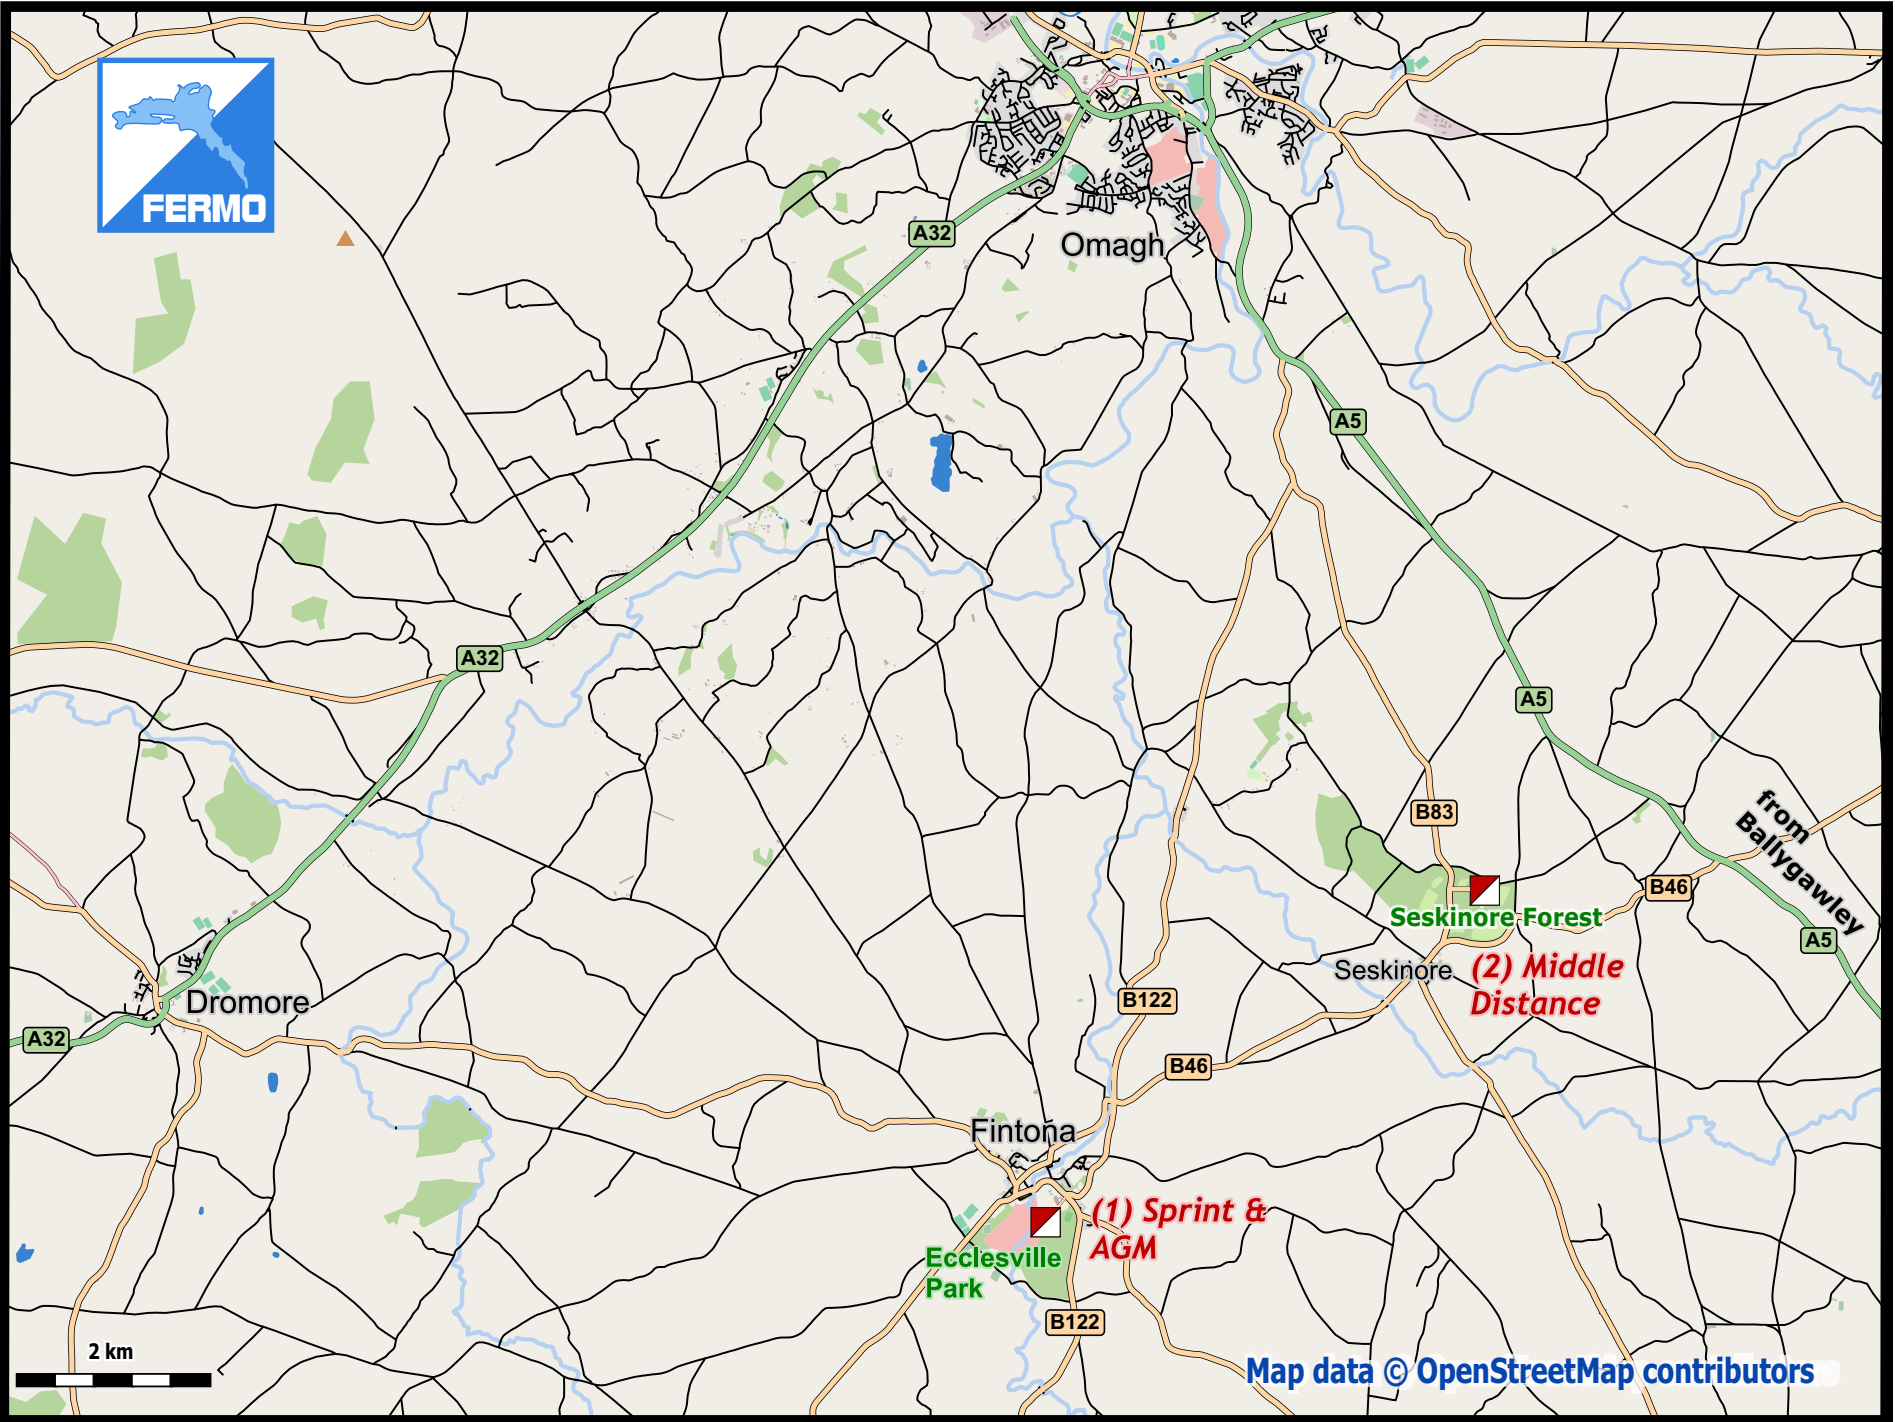 FERMO
A32
Omagh
A5
A32
A5
B83
from
Ballygawley
B46
Seskinore Forest
A5
Seskinore
(2) Middle
Distance
Dromore
B122
A32
B46
Fintona
(1) Sprint &
AGM
Ecclesville
Park
B122
2 km
Map data © OpenStreetMap contributors